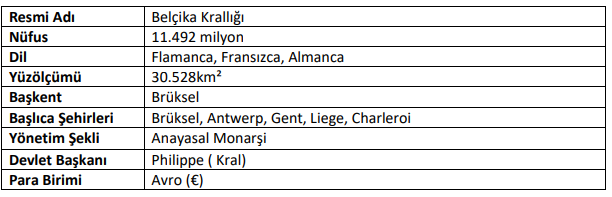 Resmi Adı Belçika Krallığı
Nüfus 11.492 milyon
Dil Flamanca, Fransızca, Almanca
Yüzölçümü 30.528km²
Başkent Brüksel
Başlıca Şehirleri Brüksel, Antwerp, Gent, Liege, Charleroi
Yönetim Şekli Anayasal Monarşi
Devlet Başkanı Philippe ( Kral)
Para Birimi Avro (€)